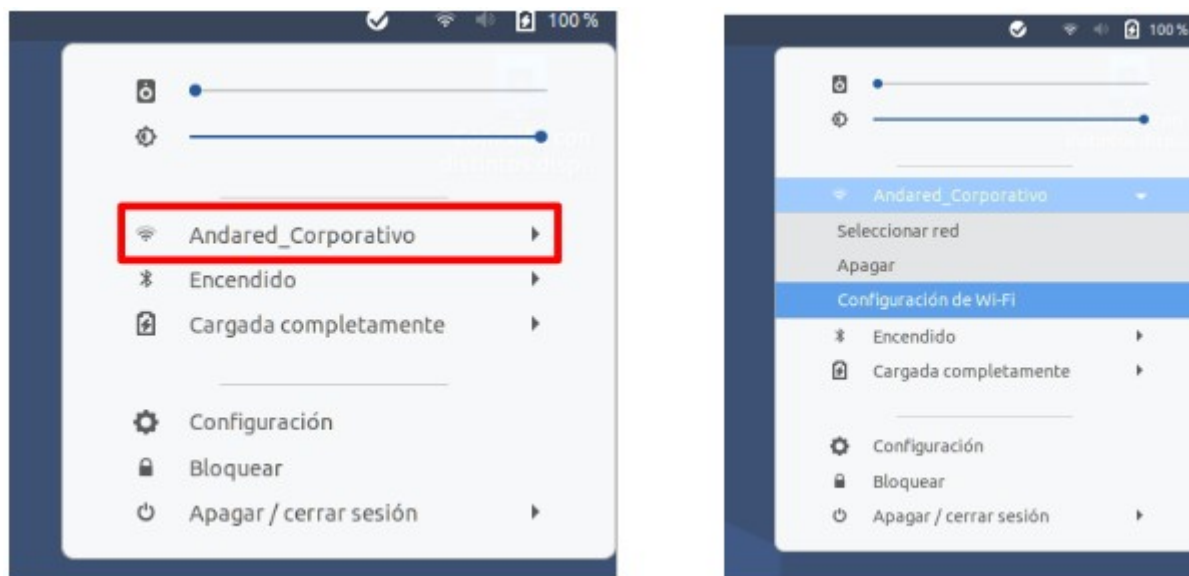 100 %
Andared_Corporativo
Encendido
Cargada completamente
Configuración
Bloquear
Apagar / cerrar sesión
100 %
Andared_Corporativo
Seleccionar red
Apagar
Configuración de Wi-Fi
Encendido
Cargada completamente
Configuración
Bloquear
Apagar / cerrar sesión